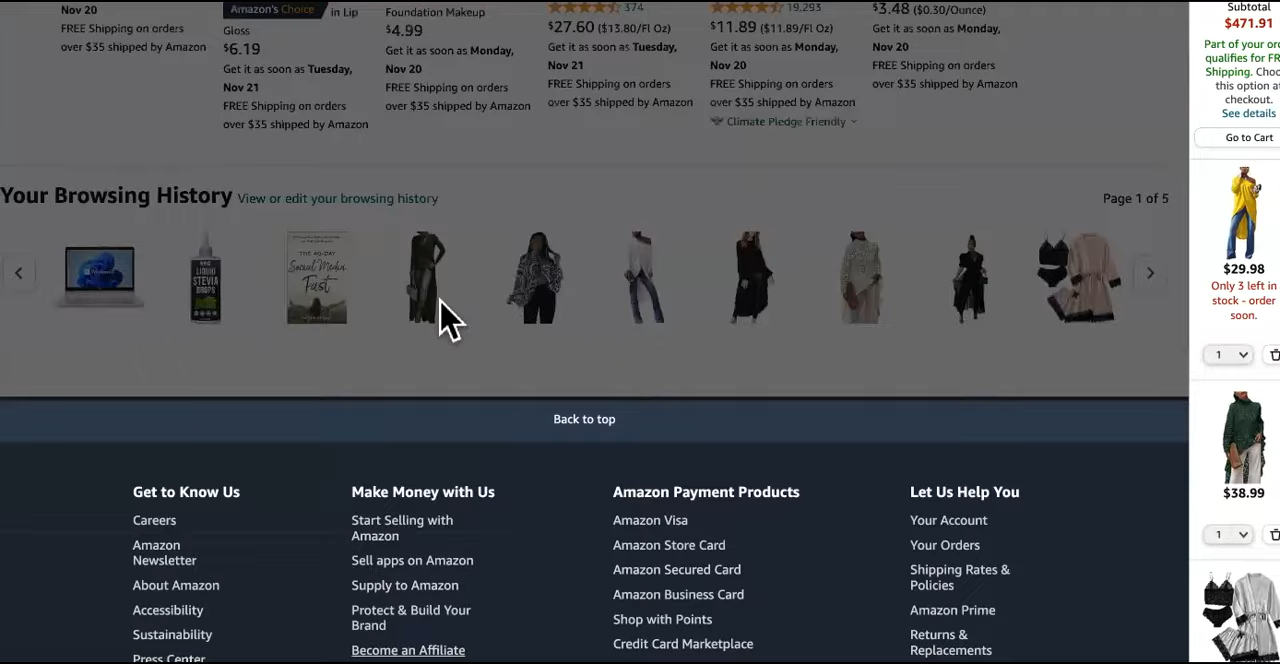 Nov 20
FREE Shipping on orders
over $35 shipped by Amazon
Amazon's Choice in Lip
Gloss
$6.19
Get it as soon as Tuesday,
Nov 21
FREE Shipping on orders
over $35 shipped by Amazon
Foundation Makeup
$4.99
Get it as soon as Monday,
Nov 20
FREE Shipping on orders
over $35 shipped by Amazon
374
$27.60 ($13.80/Fl Oz)
Get it as soon as Tuesday,
Nov 21
FREE Shipping on orders
over $35 shipped by Amazon
19,293
$11.89 ($11.89/Fl Oz)
Get it as soon as Monday,
Nov 20
FREE Shipping on orders
over $35 shipped by Amazon
Climate Pledge Friendly
$3.48 ($0.30/Ounce)
Get it as soon as Monday,
Nov 20
FREE Shipping on orders
over $35 shipped by Amazon
Your Browsing History View or edit your browsing history
Page 1 of 5
LIQUID
STEVIA
DROPS
THE 40-DAY
Social Media
Fast
Back to top
Get to Know Us
Careers
Amazon
Newsletter
About Amazon
Accessibility
Sustainability
Press Center
Make Money with Us
Start Selling with
Amazon
Sell apps on Amazon
Supply to Amazon
Protect & Build Your
Brand
Become an Affiliate
Amazon Payment Products
Amazon Visa
Amazon Store Card
Amazon Secured Card
Amazon Business Card
Shop with Points
Credit Card Marketplace
Let Us Help You
Your Account
Your Orders
Shipping Rates &
Policies
Amazon Prime
Returns &
Replacements
Subtotal
$471.91
Part of your ord
qualifies for FR
Shipping. Choo
this option at
checkout.
See details
Go to Cart
$29.98
Only 3 left in
stock - order
soon.
1
$38.99
1